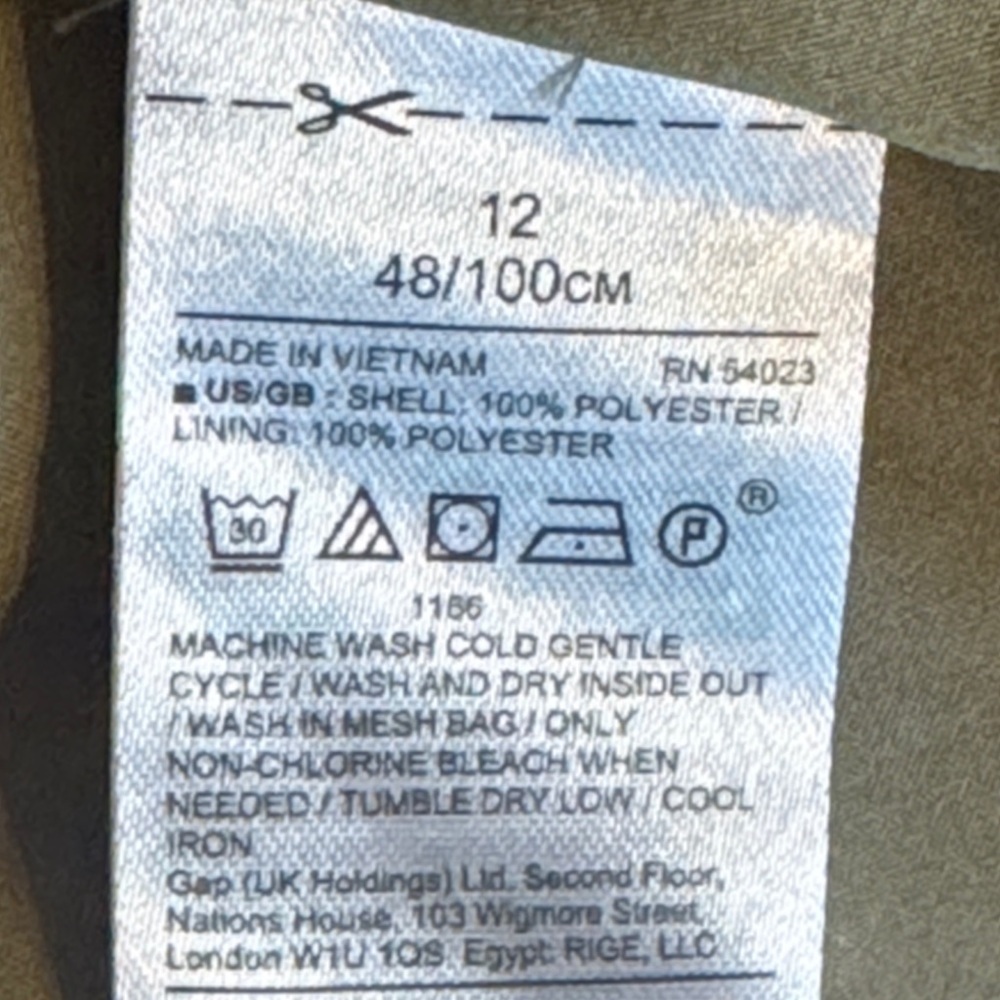 12
48/100CM
MADE IN VIETNAM RN 54023
US/GB : SHELL: 100% POLYESTER /
LINING: 100% POLYESTER
30 P ®
1166
MACHINE WASH COLD GENTLE
CYCLE / WASH AND DRY INSIDE OUT
/ WASH IN MESH BAG / ONLY
NON-CHLORINE BLEACH WHEN
NEEDED / TUMBLE DRY LOW / COOL
IRON
Gap (UK Holdings) Ltd. Second Floor,
Nations House, 103 Wigmore Street,
London W1U 1QS. Egypt: RIGE, LLC